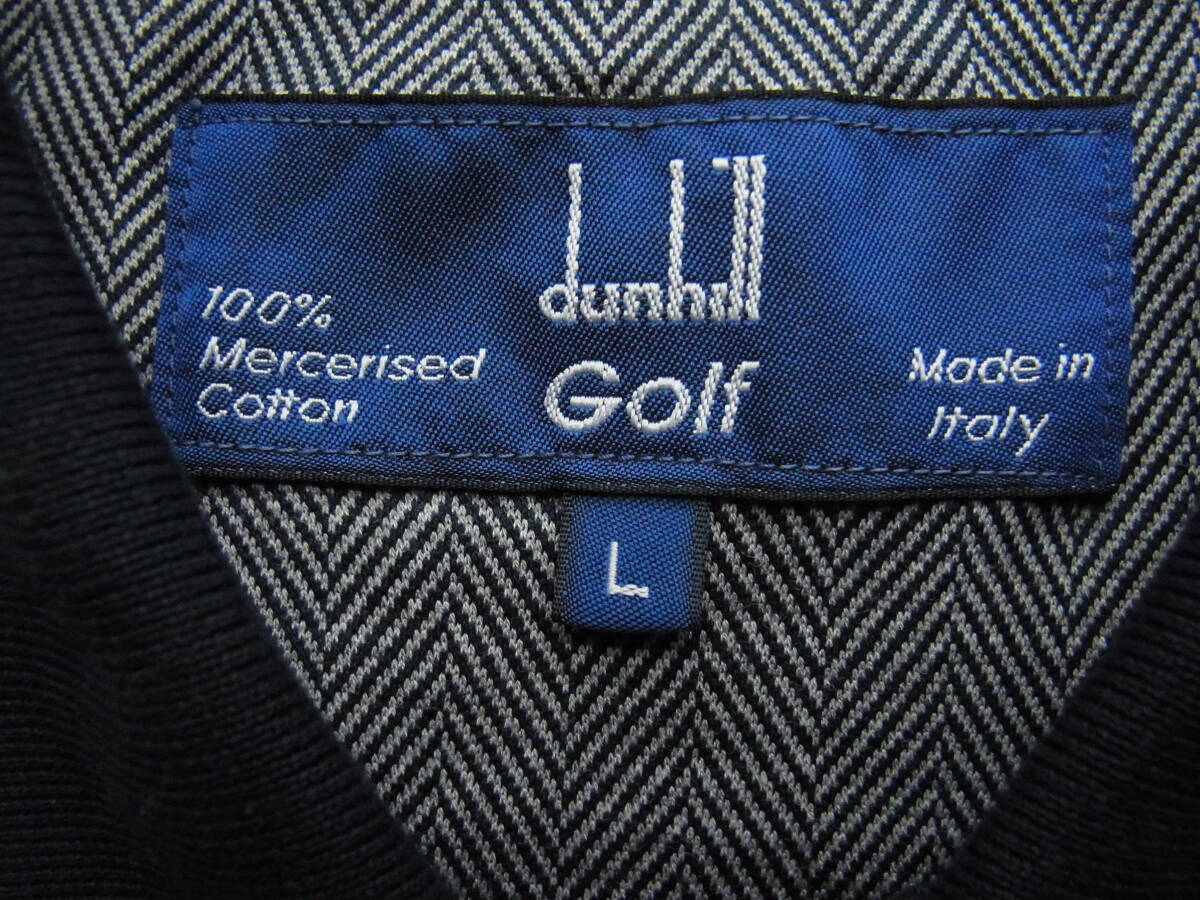 dunhill
Golf
100%
Mercerised
Cotton
Made in
Italy
L